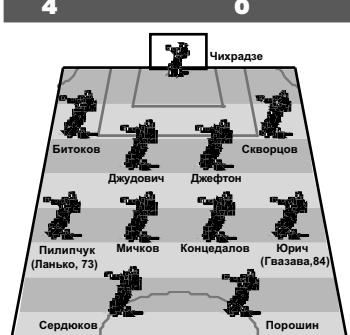 4 0
Чихрадзе
Битоков Скворцов
Джудович Джефтон
Пилипчук Мичков Концедалов Юрич
(Ланько, 73) (Гвазава,84)
Сердюков Порошин